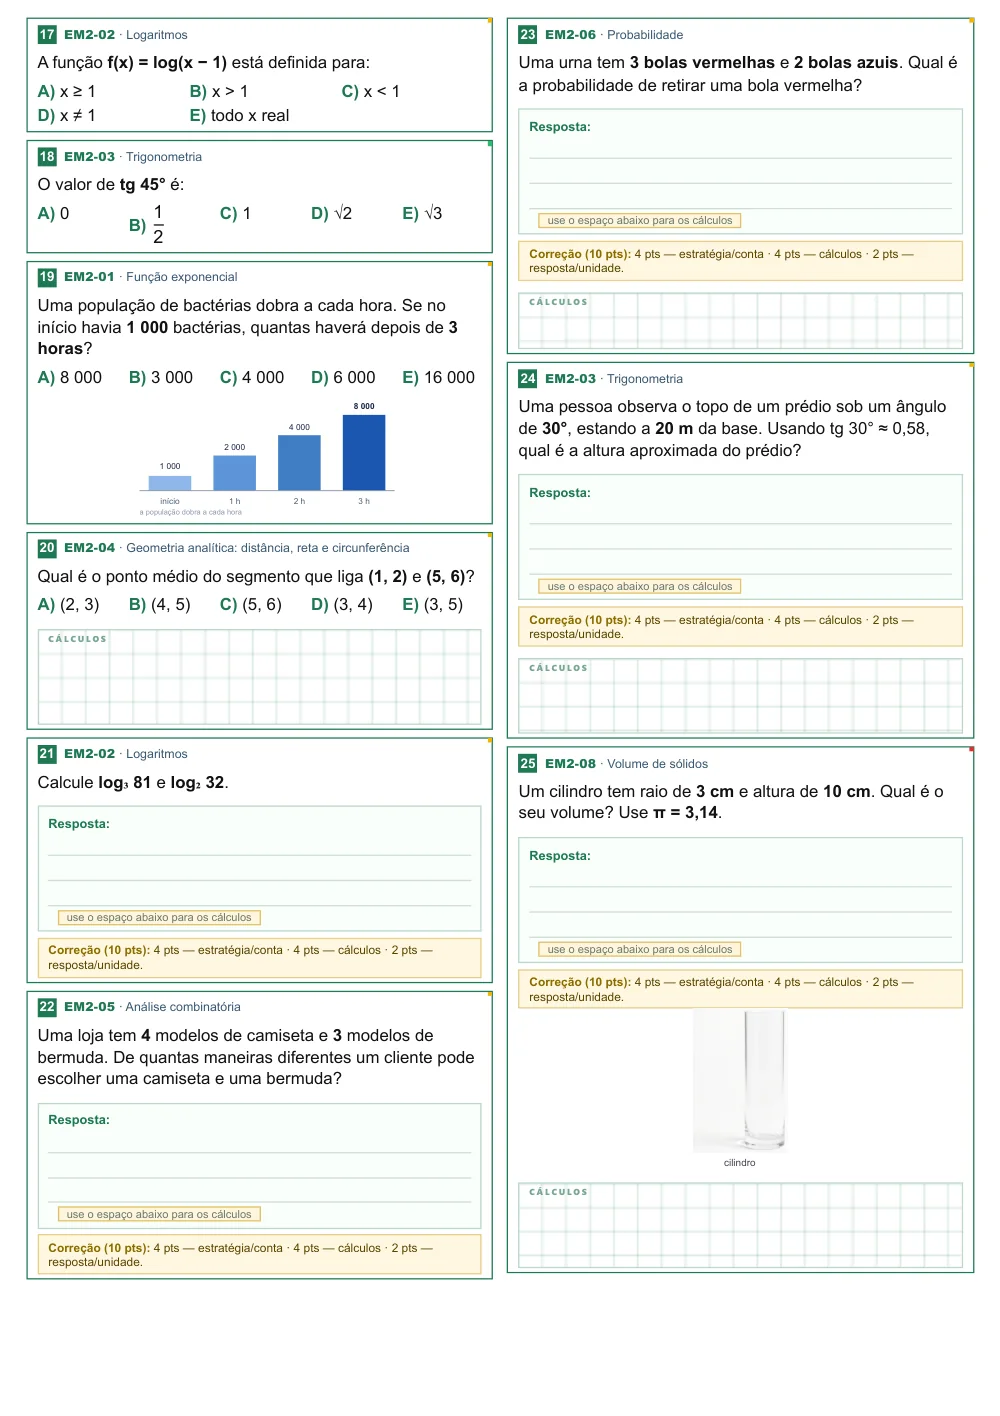 17 EM2-02 · Logaritmos
A função f(x) = log(x − 1) está definida para:
A) x ≥ 1 B) x > 1 C) x < 1
D) x ≠ 1 E) todo x real
18 EM2-03 · Trigonometria
O valor de tg 45° é:
A) 0 B) 1/2 C) 1 D) √2 E) √3
19 EM2-01 · Função exponencial
Uma população de bactérias dobra a cada hora. Se no
início havia 1 000 bactérias, quantas haverá depois de 3
horas?
A) 8 000 B) 3 000 C) 4 000 D) 6 000 E) 16 000
8 000
4 000
2 000
1 000
início 1 h 2 h 3 h
a população dobra a cada hora
20 EM2-04 · Geometria analítica: distância, reta e circunferência
Qual é o ponto médio do segmento que liga (1, 2) e (5, 6)?
A) (2, 3) B) (4, 5) C) (5, 6) D) (3, 4) E) (3, 5)
CÁLCULOS
21 EM2-02 · Logaritmos
Calcule log₃ 81 e log₂ 32.
Resposta:
use o espaço abaixo para os cálculos
Correção (10 pts): 4 pts — estratégia/conta · 4 pts — cálculos · 2 pts —
resposta/unidade.
22 EM2-05 · Análise combinatória
Uma loja tem 4 modelos de camiseta e 3 modelos de
bermuda. De quantas maneiras diferentes um cliente pode
escolher uma camiseta e uma bermuda?
Resposta:
use o espaço abaixo para os cálculos
Correção (10 pts): 4 pts — estratégia/conta · 4 pts — cálculos · 2 pts —
resposta/unidade.
23 EM2-06 · Probabilidade
Uma urna tem 3 bolas vermelhas e 2 bolas azuis. Qual é
a probabilidade de retirar uma bola vermelha?
Resposta:
use o espaço abaixo para os cálculos
Correção (10 pts): 4 pts — estratégia/conta · 4 pts — cálculos · 2 pts —
resposta/unidade.
CÁLCULOS
24 EM2-03 · Trigonometria
Uma pessoa observa o topo de um prédio sob um ângulo
de 30°, estando a 20 m da base. Usando tg 30° ≈ 0,58,
qual é a altura aproximada do prédio?
Resposta:
use o espaço abaixo para os cálculos
Correção (10 pts): 4 pts — estratégia/conta · 4 pts — cálculos · 2 pts —
resposta/unidade.
CÁLCULOS
25 EM2-08 · Volume de sólidos
Um cilindro tem raio de 3 cm e altura de 10 cm. Qual é o
seu volume? Use π = 3,14.
Resposta:
use o espaço abaixo para os cálculos
Correção (10 pts): 4 pts — estratégia/conta · 4 pts — cálculos · 2 pts —
resposta/unidade.
cilindro
CÁLCULOS